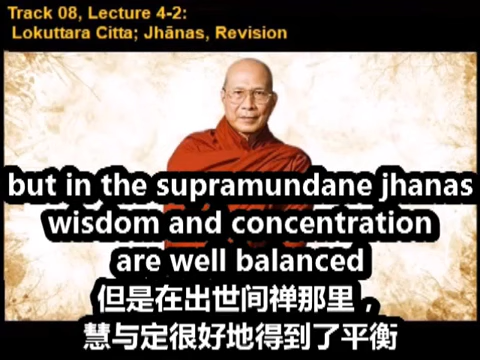 Track 08, Lecture 4-2:
Lokuttara Citta; Jhānas, Revision
but in the supramundane jhanas
wisdom and concentration
are well balanced
但是在出世间禅那里，
慧与定很好地得到了平衡